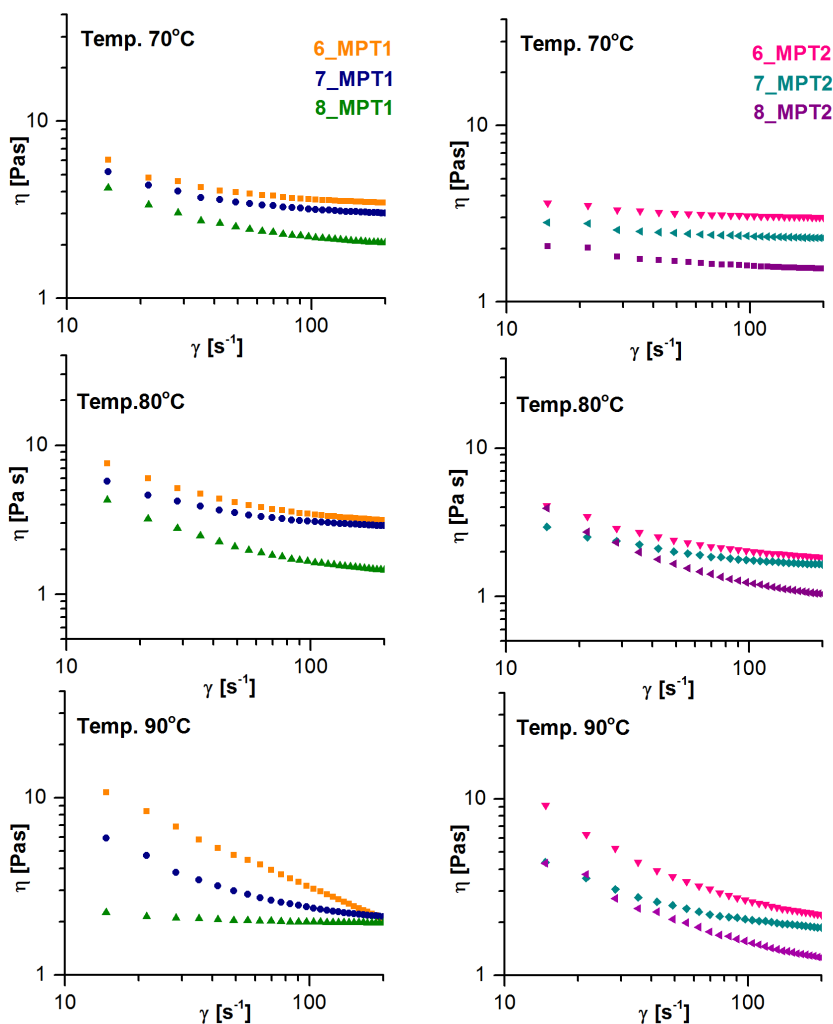 Temp. 70°C
6_MPT1
7_MPT1
8_MPT1
η [Pas]
10
1
10
100
γ [s⁻¹]
Temp. 70°C
6_MPT2
7_MPT2
8_MPT2
η [Pas]
10
1
10
100
γ [s⁻¹]
Temp.80°C
η [Pa s]
10
1
10
100
γ [s⁻¹]
Temp.80°C
η [Pas]
10
1
10
100
γ [s⁻¹]
Temp. 90°C
η [Pas]
10
1
10
100
γ [s⁻¹]
Temp. 90°C
η [Pas]
10
1
10
100
γ [s⁻¹]